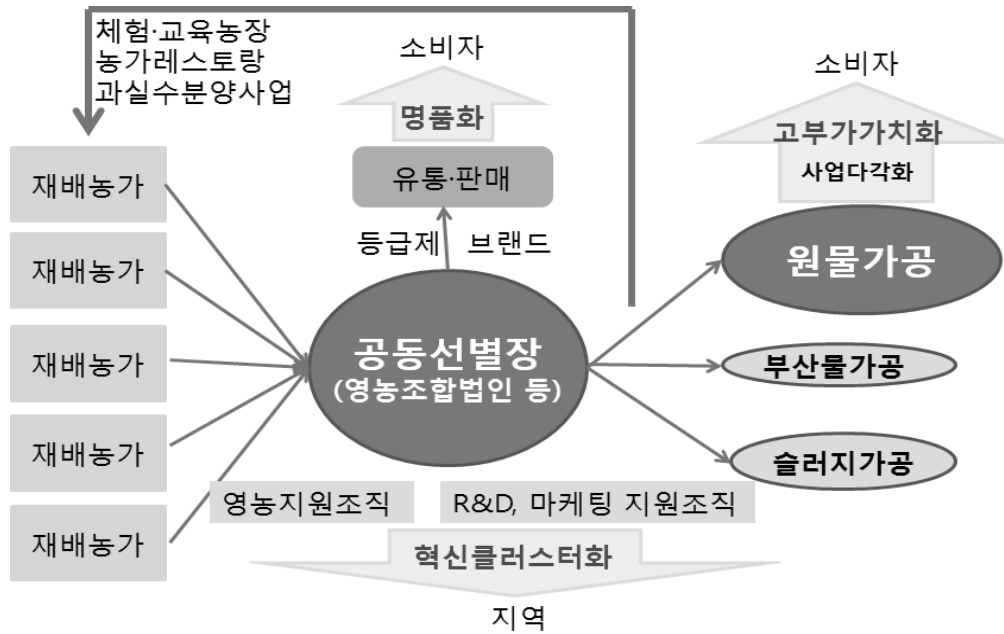 체험·교육농장
농가레스토랑
과실수분양사업
소비자
명품화
유통·판매
등급제 브랜드
소비자
고부가가치화
사업다각화
재배농가
재배농가
재배농가
재배농가
재배농가
공동선별장
(영농조합법인 등)
원물가공
부산물가공
슬러지가공
영농지원조직
R&D, 마케팅 지원조직
혁신클러스터화
지역